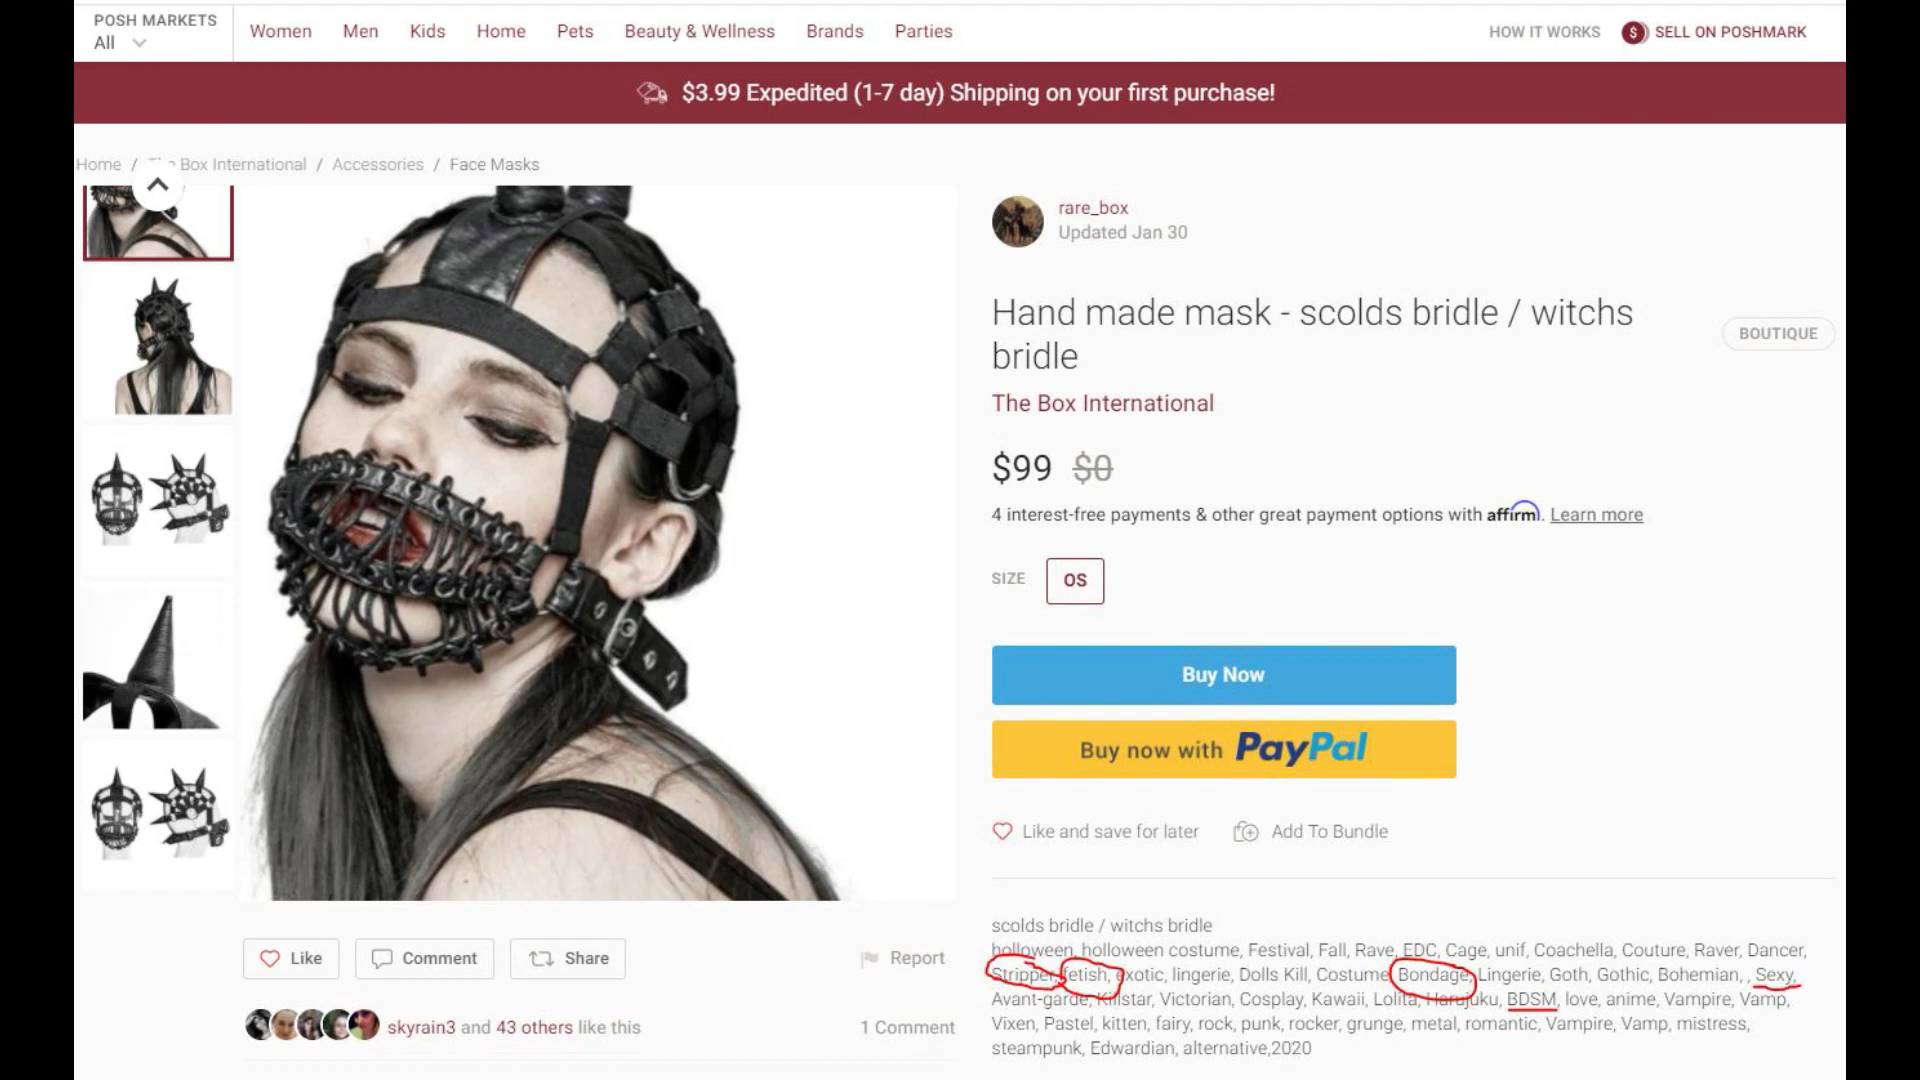 POSH MARKETS
All
Women Men Kids Home Pets Beauty & Wellness Brands Parties
HOW IT WORKS $ SELL ON POSHMARK
$3.99 Expedited (1-7 day) Shipping on your first purchase!
Home / Box International / Accessories / Face Masks
rare_box
Updated Jan 30
Hand made mask - scolds bridle / witchs
bridle
BOUTIQUE
The Box International
$99 $0
4 interest-free payments & other great payment options with affirm. Learn more
SIZE OS
Buy Now
Buy now with PayPal
Like and save for later Add To Bundle
scolds bridle / witchs bridle
holloween, holloween costume, Festival, Fall, Rave, EDC, Cage, unif, Coachella, Couture, Raver, Dancer,
Stripper, fetish, exotic, lingerie, Dolls Kill, Costume, Bondage, Lingerie, Goth, Gothic, Bohemian, , Sexy,
Avant-garde, Killstar, Victorian, Cosplay, Kawaii, Lolita, Harujuku, BDSM, love, anime, Vampire, Vamp,
Vixen, Pastel, kitten, fairy, rock, punk, rocker, grunge, metal, romantic, Vampire, Vamp, mistress,
steampunk, Edwardian, alternative,2020
Like Comment Share Report
skyrain3 and 43 others like this 1 Comment